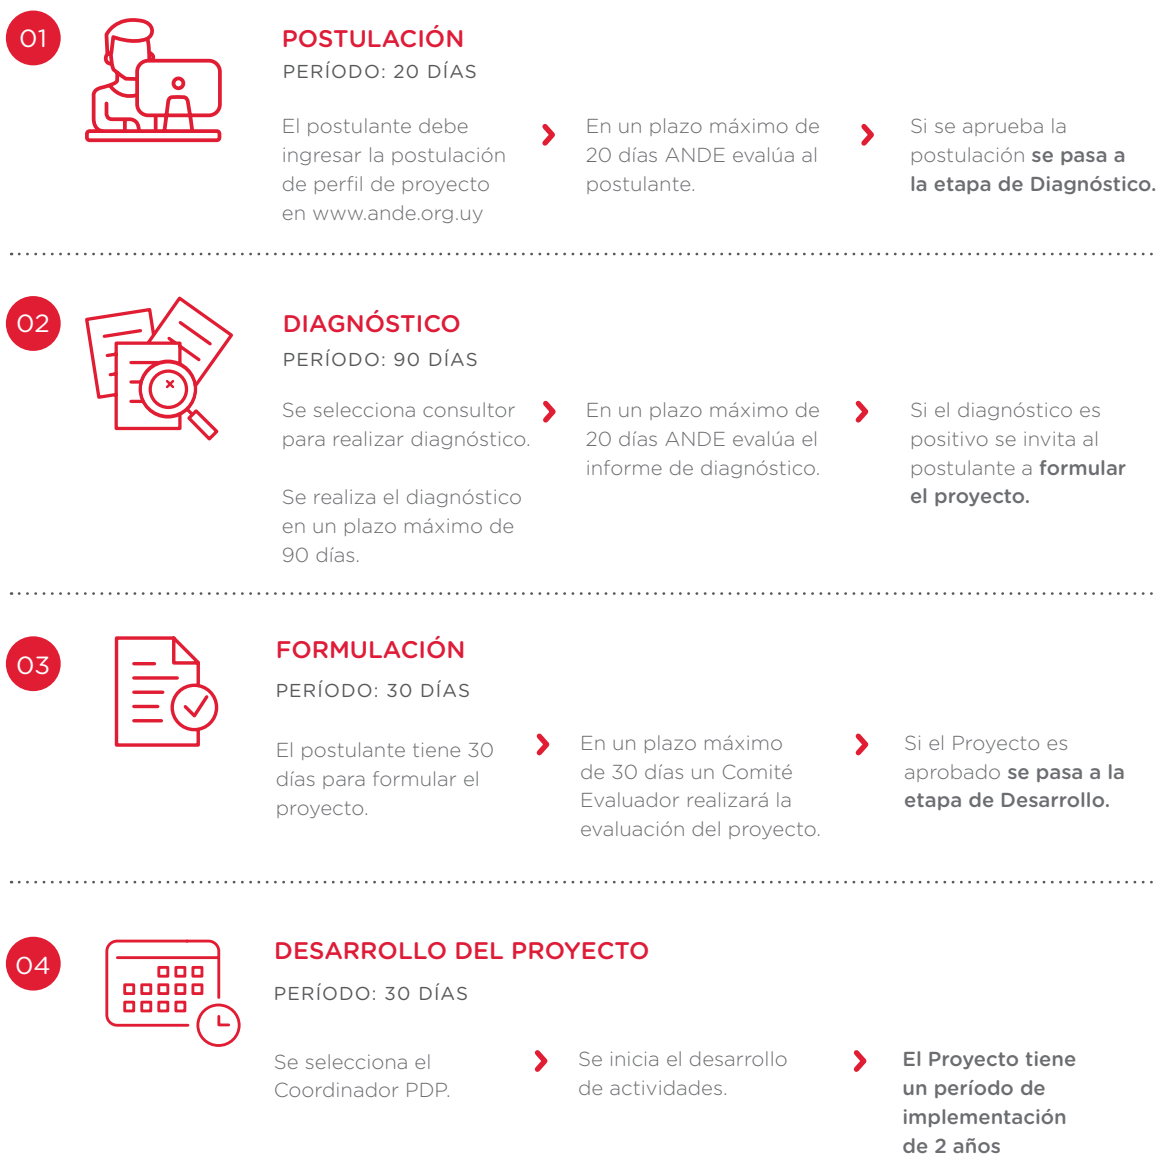 01
POSTULACIÓN
PERÍODO: 20 DÍAS
El postulante debe
ingresar la postulación
de perfil de proyecto
en www.ande.org.uy
En un plazo máximo de
20 días ANDE evalúa al
postulante.
Si se aprueba la
postulación se pasa a
la etapa de Diagnóstico.
02
DIAGNÓSTICO
PERÍODO: 90 DÍAS
Se selecciona consultor
para realizar diagnóstico.
Se realiza el diagnóstico
en un plazo máximo de
90 días.
En un plazo máximo de
20 días ANDE evalúa el
informe de diagnóstico.
Si el diagnóstico es
positivo se invita al
postulante a formular
el proyecto.
03
FORMULACIÓN
PERÍODO: 30 DÍAS
El postulante tiene 30
días para formular el
proyecto.
En un plazo máximo
de 30 días un Comité
Evaluador realizará la
evaluación del proyecto.
Si el Proyecto es
aprobado se pasa a la
etapa de Desarrollo.
04
DESARROLLO DEL PROYECTO
PERÍODO: 30 DÍAS
Se selecciona el
Coordinador PDP.
Se inicia el desarrollo
de actividades.
El Proyecto tiene
un período de
implementación
de 2 años